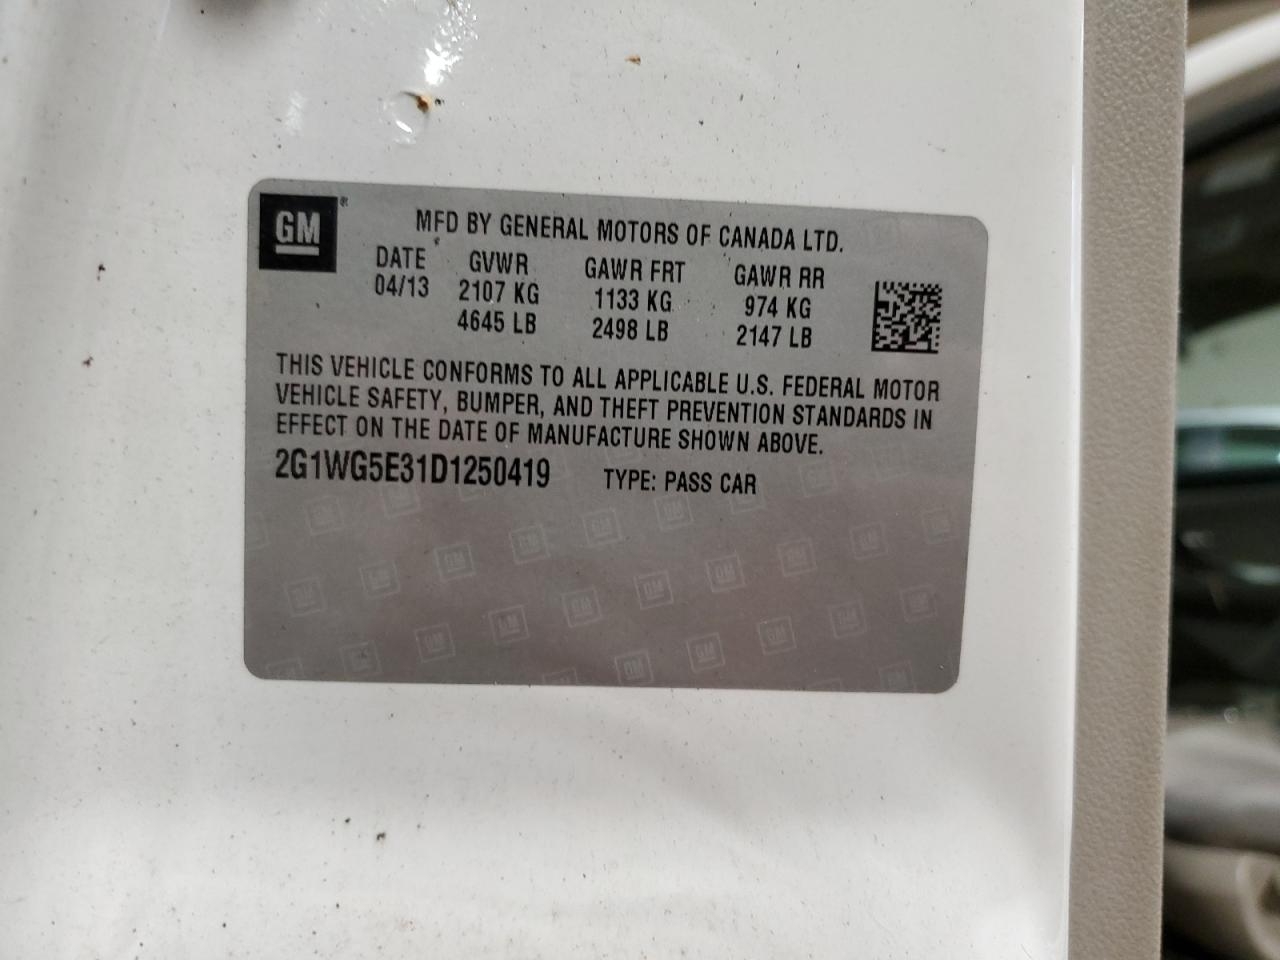 GM ®
MFD BY GENERAL MOTORS OF CANADA LTD.
DATE GVWR GAWR FRT GAWR RR
04/13 2107 KG 1133 KG 974 KG
4645 LB 2498 LB 2147 LB
THIS VEHICLE CONFORMS TO ALL APPLICABLE U.S. FEDERAL MOTOR
VEHICLE SAFETY, BUMPER, AND THEFT PREVENTION STANDARDS IN
EFFECT ON THE DATE OF MANUFACTURE SHOWN ABOVE.
2G1WG5E31D1250419 TYPE: PASS CAR